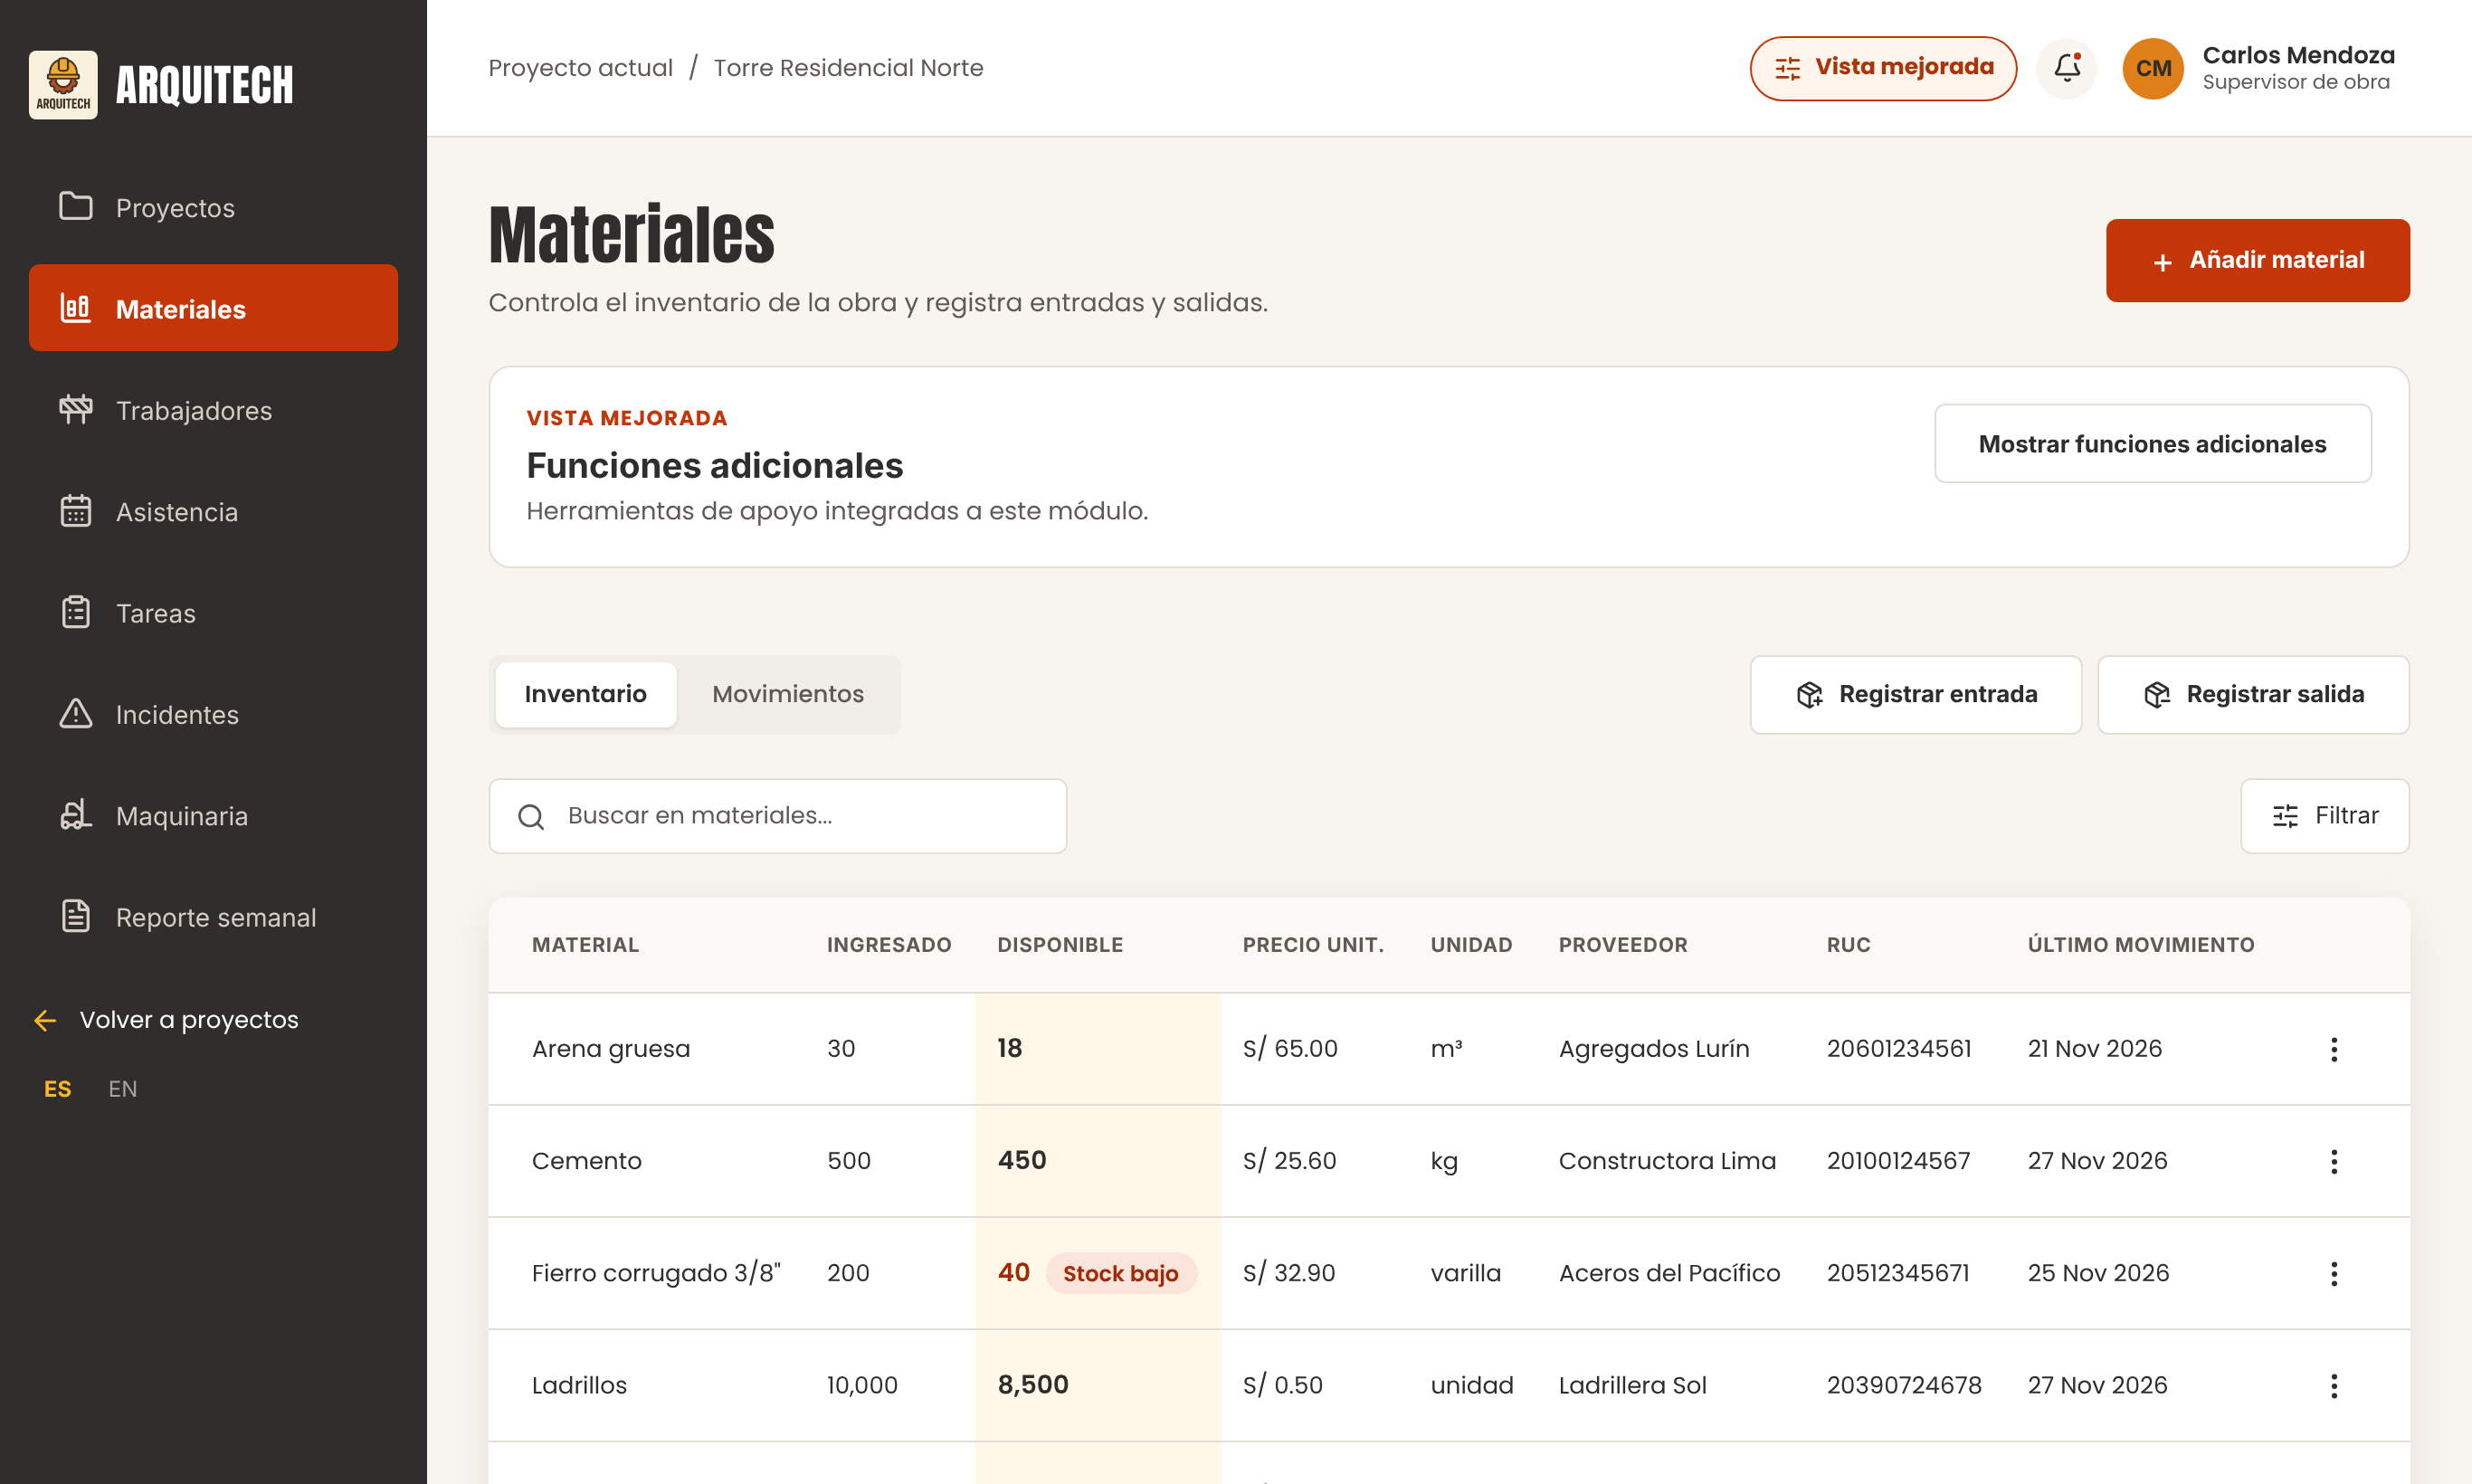 ARQUITECH
ARQUITECH
Proyectos
Materiales
Trabajadores
Asistencia
Tareas
Incidentes
Maquinaria
Reporte semanal
Volver a proyectos
ES EN
Proyecto actual / Torre Residencial Norte
Vista mejorada
CM
Carlos Mendoza
Supervisor de obra
Materiales
Controla el inventario de la obra y registra entradas y salidas.
+ Añadir material
VISTA MEJORADA
Funciones adicionales
Herramientas de apoyo integradas a este módulo.
Mostrar funciones adicionales
Inventario Movimientos
Registrar entrada
Registrar salida
Buscar en materiales...
Filtrar
MATERIAL INGRESADO DISPONIBLE PRECIO UNIT. UNIDAD PROVEEDOR RUC ÚLTIMO MOVIMIENTO
Arena gruesa 30 18 S/ 65.00 m³ Agregados Lurín 20601234561 21 Nov 2026
Cemento 500 450 S/ 25.60 kg Constructora Lima 20100124567 27 Nov 2026
Fierro corrugado 3/8" 200 40 Stock bajo S/ 32.90 varilla Aceros del Pacífico 20512345671 25 Nov 2026
Ladrillos 10,000 8,500 S/ 0.50 unidad Ladrillera Sol 20390724678 27 Nov 2026